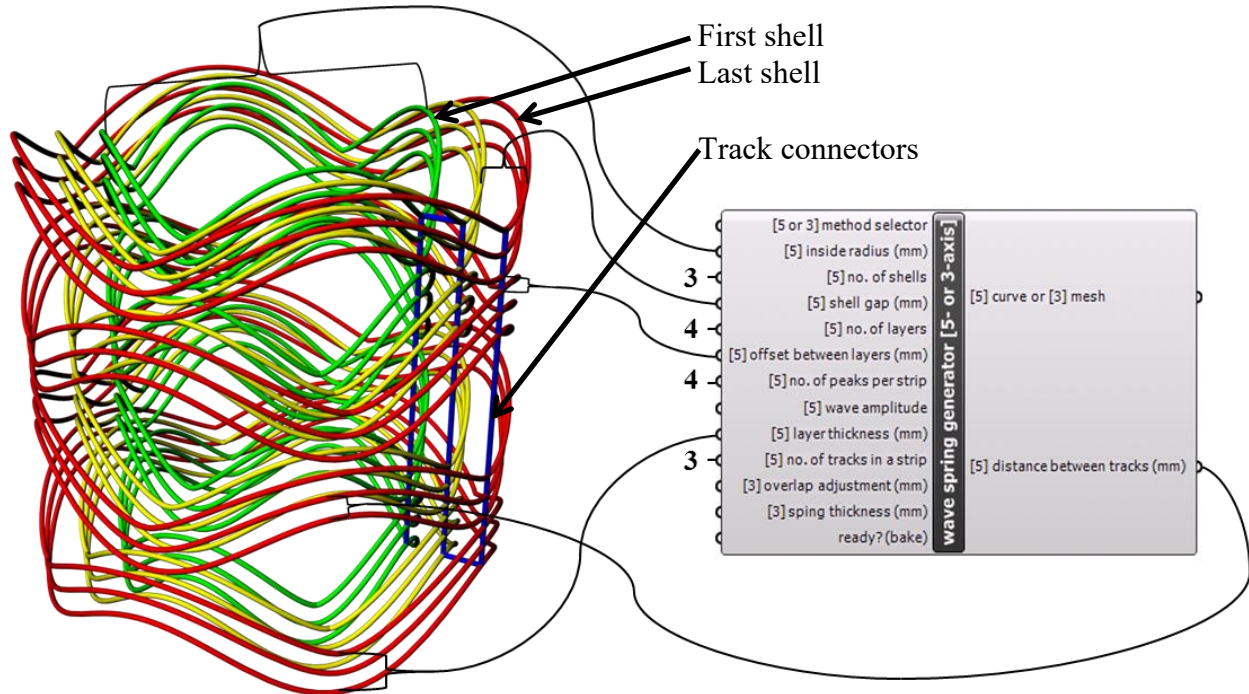 First shell
Last shell
Track connectors
[5 or 3] method selector
[5] inside radius (mm)
3
[5] no. of shells
[5] shell gap (mm)
4
[5] no. of layers
[5] offset between layers (mm)
4
[5] no. of peaks per strip
[5] wave amplitude
[5] layer thickness (mm)
3
[5] no. of tracks in a strip
[3] overlap adjustment (mm)
[3] sping thickness (mm)
ready? (bake)
wave spring generator [5- or 3-axis]
[5] curve or [3] mesh
[5] distance between tracks (mm)